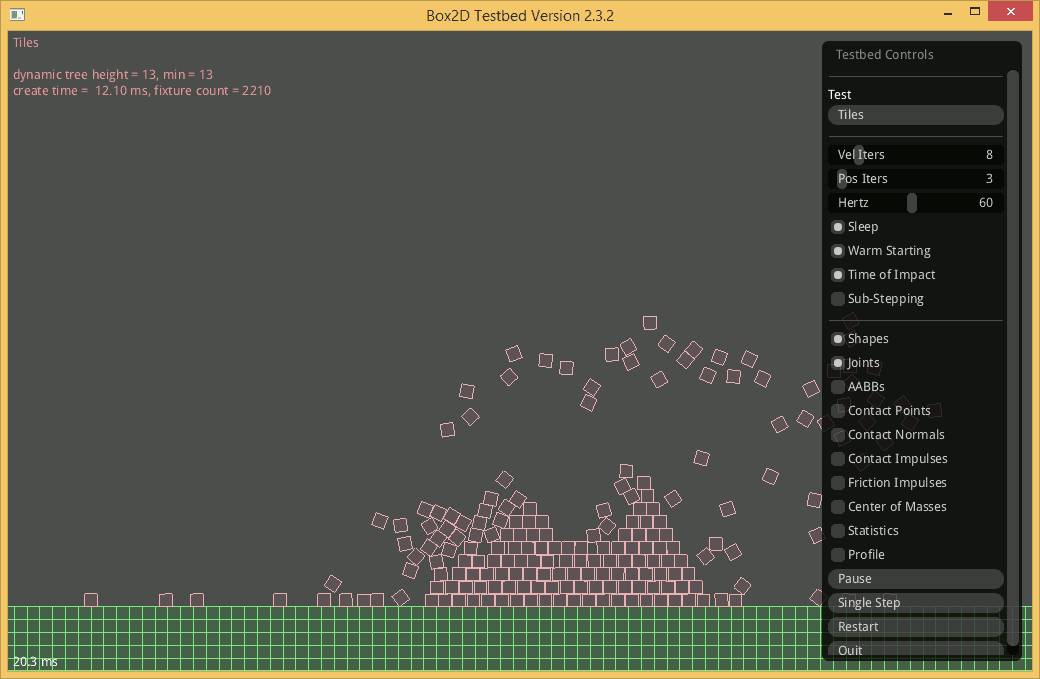 Box2D Testbed Version 2.3.2
Tiles
dynamic tree height = 13, min = 13
create time = 12.10 ms, fixture count = 2210
Testbed Controls
Test
Tiles
Vel Iters 8
Pos Iters 3
Hertz 60
Sleep
Warm Starting
Time of Impact
Sub-Stepping
Shapes
Joints
AABBs
Contact Points
Contact Normals
Contact Impulses
Friction Impulses
Center of Masses
Statistics
Profile
Pause
Single Step
Restart
Quit
20.3 ms